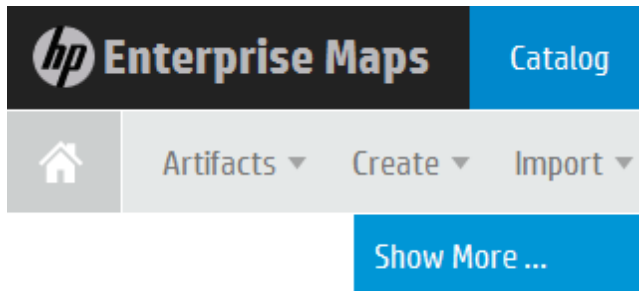 hp Enterprise Maps Catalog
Artifacts Create Import
Show More ...